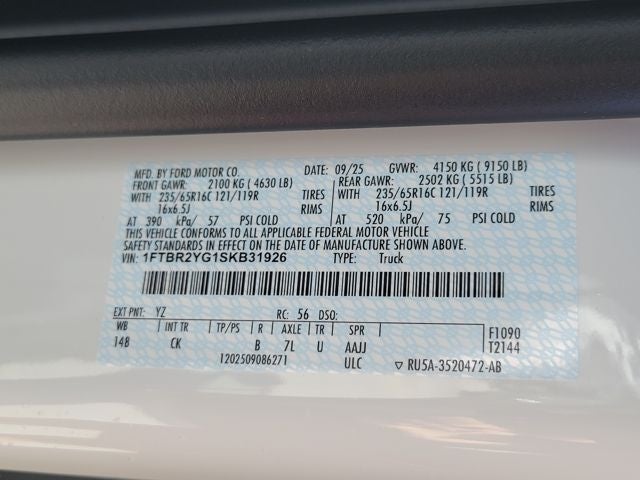 MFD. BY FORD MOTOR CO. DATE: 09/25 GVWR: 4150 KG ( 9150 LB)
FRONT GAWR: 2100 KG ( 4630 LB) REAR GAWR: 2502 KG ( 5515 LB)
WITH 235/65R16C 121/119R TIRES WITH 235/65R16C 121/119R TIRES
16x6.5J RIMS 16x6.5J RIMS
AT 390 kPa/ 57 PSI COLD AT 520 kPa/ 75 PSI COLD
THIS VEHICLE CONFORMS TO ALL APPLICABLE FEDERAL MOTOR VEHICLE
SAFETY STANDARDS IN EFFECT ON THE DATE OF MANUFACTURE SHOWN ABOVE.
VIN: 1FTBR2YG1SKB31926 TYPE: Truck
EXT PNT: YZ RC: 56 DSO:
WB INT TR TP/PS R AXLE TR SPR F1090
148 CK B 7L U AAJJ T2144
1202509086271 ULC ▽ RU5A-3520472-AB